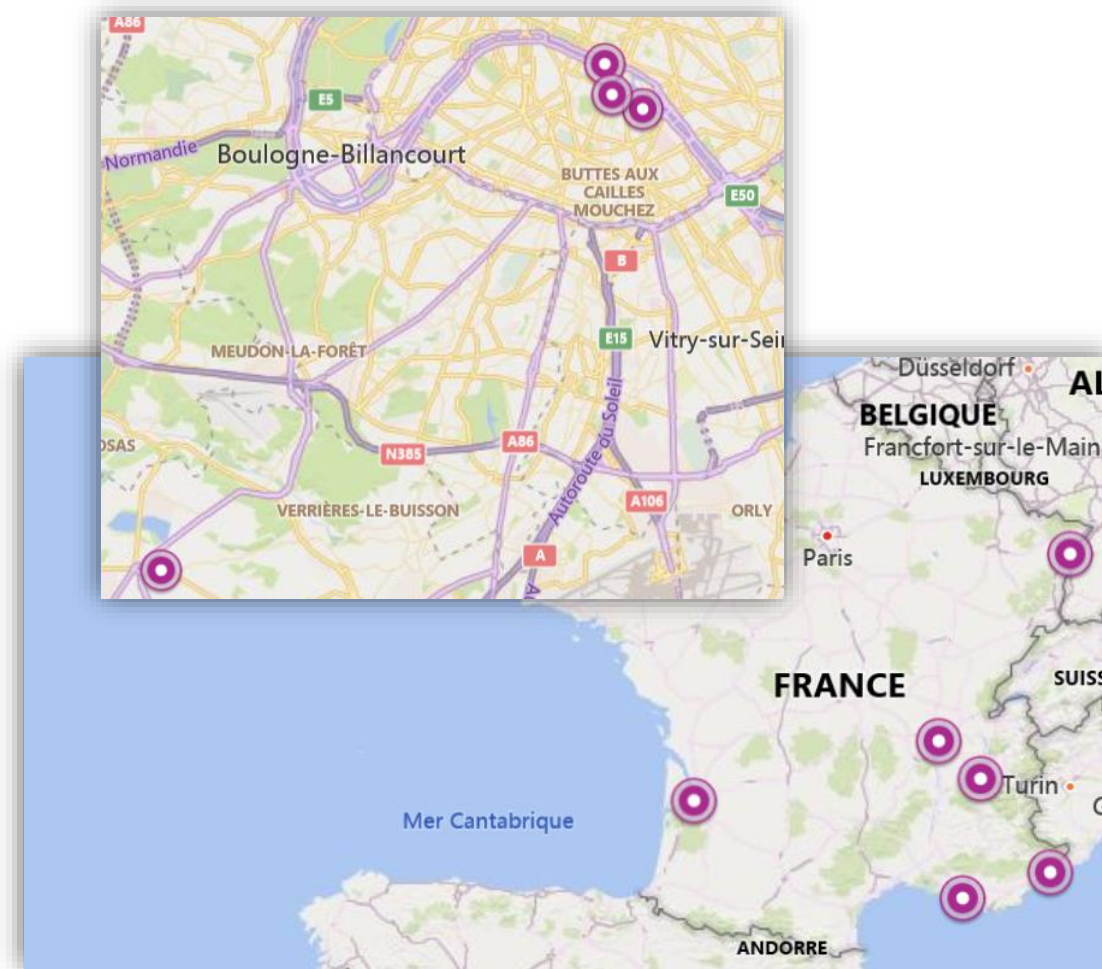 A86
E5
Normandie
Boulogne-Billancourt
BUTTES AUX
CAILLES
MOUCHEZ
E50
B
E15
Vitry-sur-Sei
MEUDON-LA-FORÊT
Autoroute du Soleil
OSAS
N385
A86
A106
VERRIÈRES-LE-BUISSON
ORLY
A
Düsseldorf
AL
BELGIQUE
Francfort-sur-le-Main
LUXEMBOURG
Paris
FRANCE
SUISS
Turin
Mer Cantabrique
ANDORRE